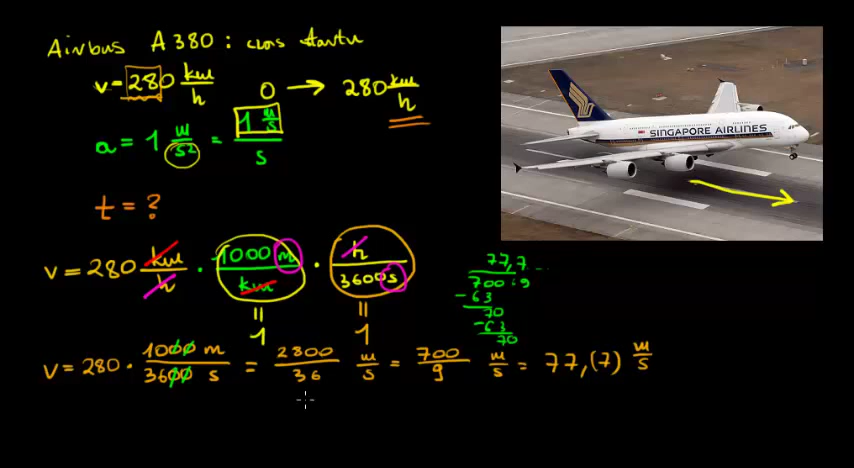 Airbus A380: czas startu
v = 280 km/h 0 → 280 km/h
a = 1 m/s² = 1 m/s / s
t = ?
SINGAPORE AIRLINES
v = 280 km/h · 1000 m/km · h/3600 s
= 1 = 1
77,7...
700 : 9
-63
70
-63
70
v = 280 · 1000 m/3600 s = 2800/36 m/s = 700/9 m/s = 77,(7) m/s